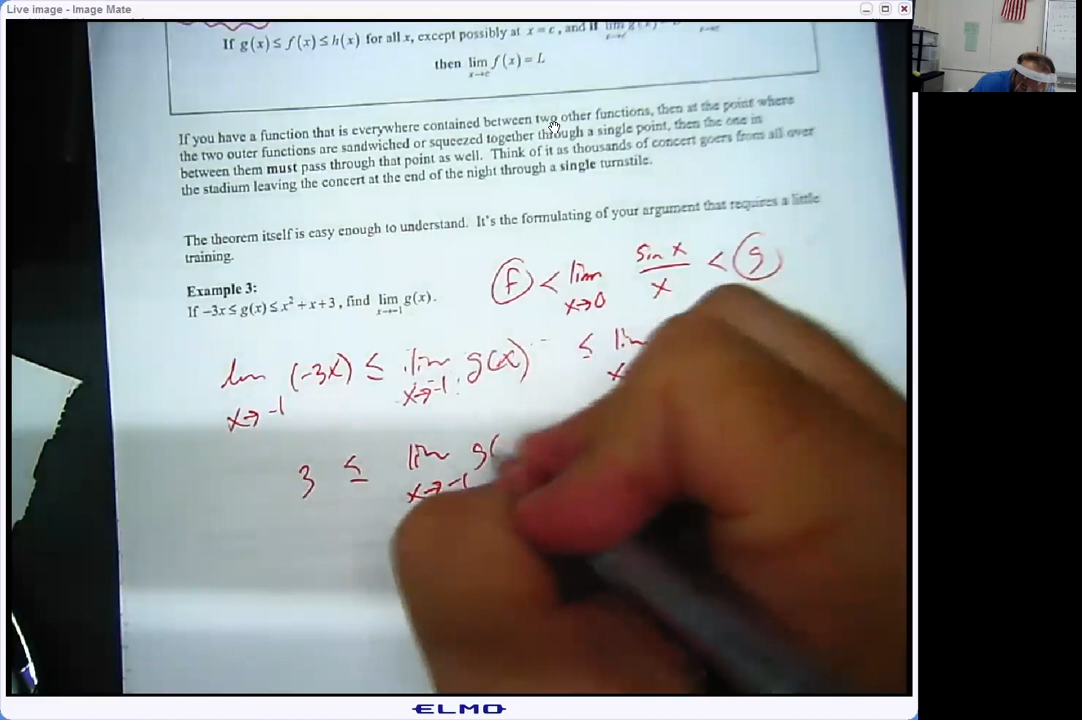 Live image - Image Mate
If g(x) ≤ f(x) ≤ h(x) for all x, except possibly at x = c, and if lim
then lim f(x) = L
x→c
If you have a function that is everywhere contained between two other functions, then at the point where
the two outer functions are sandwiched or squeezed together through a single point, then the one in
between them must pass through that point as well. Think of it as thousands of concert goers from all over
the stadium leaving the concert at the end of the night through a single turnstile.
The theorem itself is easy enough to understand. It's the formulating of your argument that requires a little
training.
f < lim sin x / x < g
x→0
Example 3:
If −3x ≤ g(x) ≤ x² + x + 3, find lim g(x).
x→−1
lim (-3x) ≤ lim g(x) ≤ lim
x→-1 x→-1 x
3 ≤ lim g(
x→-1
ELMO